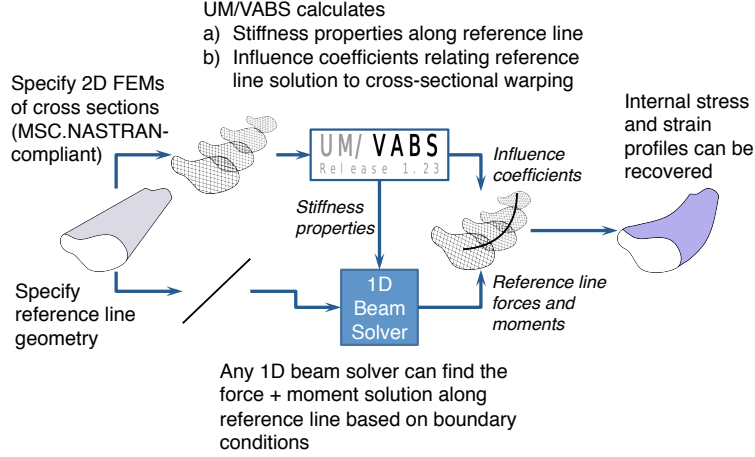 UM/VABS calculates
a) Stiffness properties along reference line
b) Influence coefficients relating reference
line solution to cross-sectional warping
Specify 2D FEMs
of cross sections
(MSC.NASTRAN-
compliant)
UM/ VABS
Release 1.23
Internal stress
and strain
profiles can be
recovered
Influence
coefficients
Stiffness
properties
Specify
reference line
geometry
1D
Beam
Solver
Reference line
forces and
moments
Any 1D beam solver can find the
force + moment solution along
reference line based on boundary
conditions